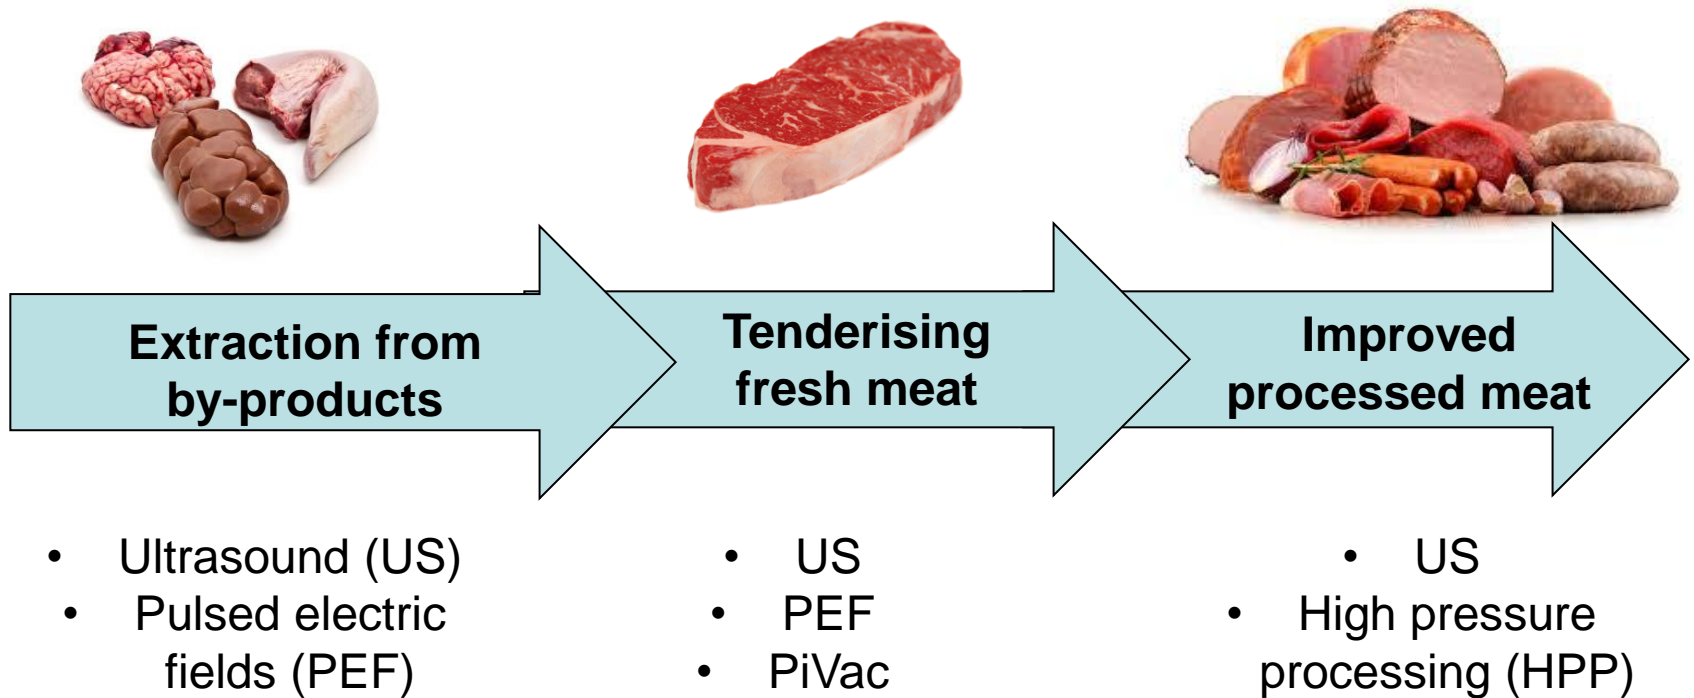 Extraction from
by-products
Tenderising
fresh meat
Improved
processed meat
• Ultrasound (US)
• Pulsed electric
fields (PEF)
• US
• PEF
• PiVac
• US
• High pressure
processing (HPP)